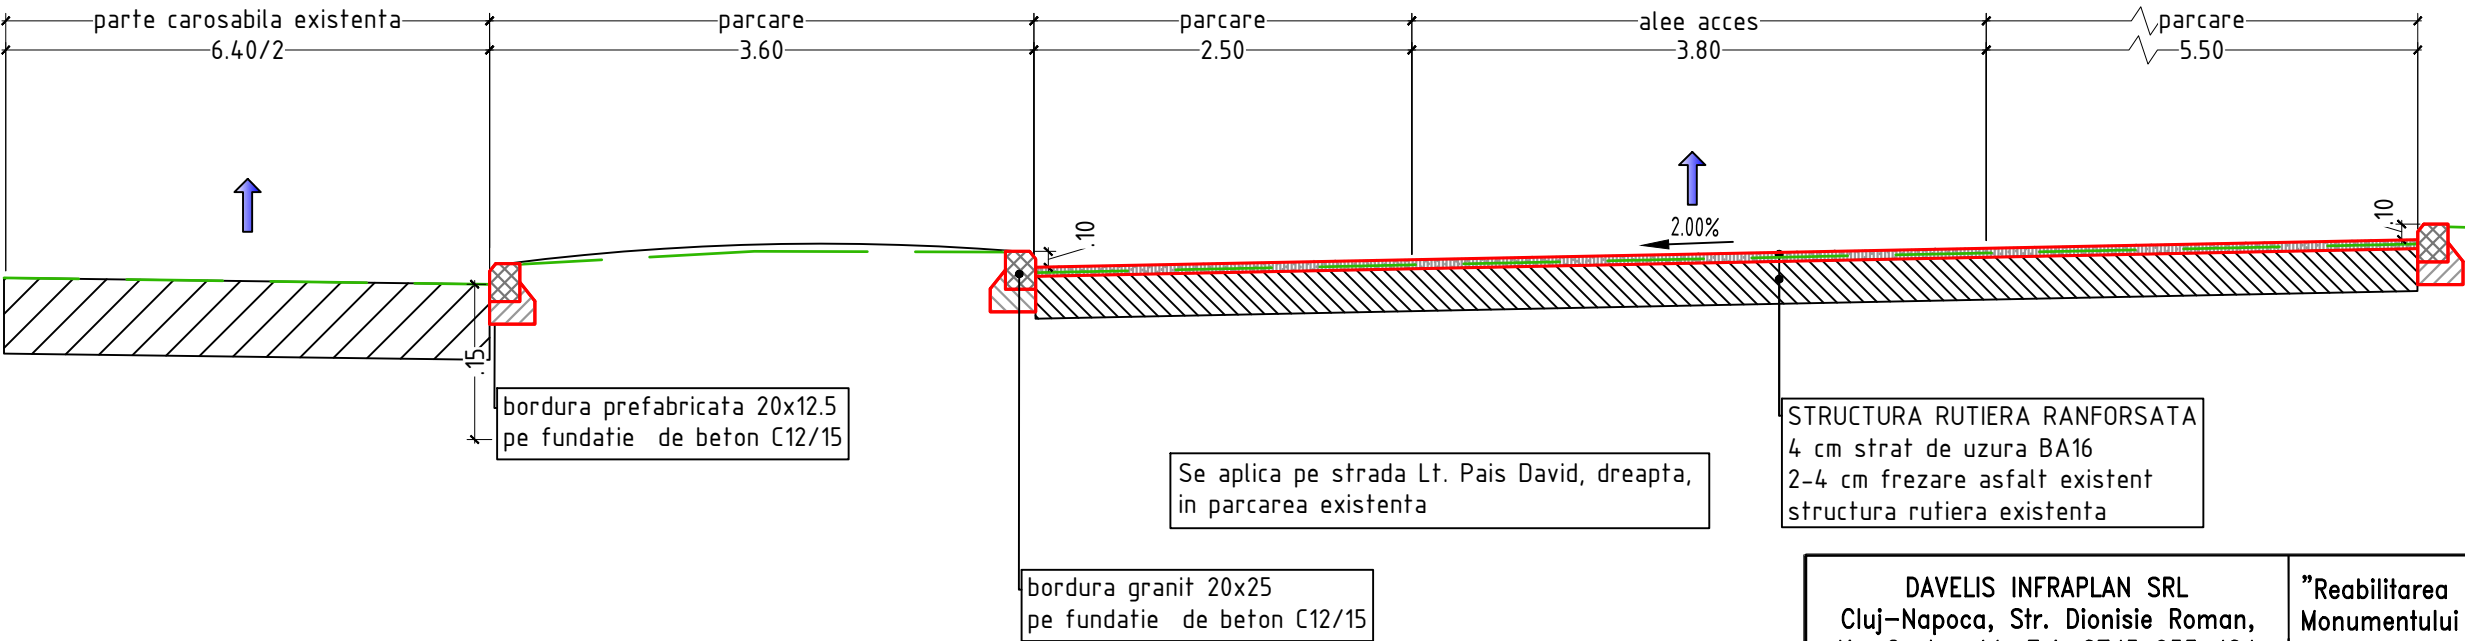 parte carosabila existenta
parcare
parcare
alee acces
parcare
6.40/2
3.60
2.50
3.80
5.50
.10
2.00%
.10
.15
bordura prefabricata 20x12.5
pe fundatie de beton C12/15
STRUCTURA RUTIERA RANFORSATA
4 cm strat de uzura BA16
2-4 cm frezare asfalt existent
structura rutiera existenta
Se aplica pe strada Lt. Pais David, dreapta,
in parcarea existenta
bordura granit 20x25
pe fundatie de beton C12/15
DAVELIS INFRAPLAN SRL
Cluj-Napoca, Str. Dionisie Roman,
"Reabilitarea
Monumentului